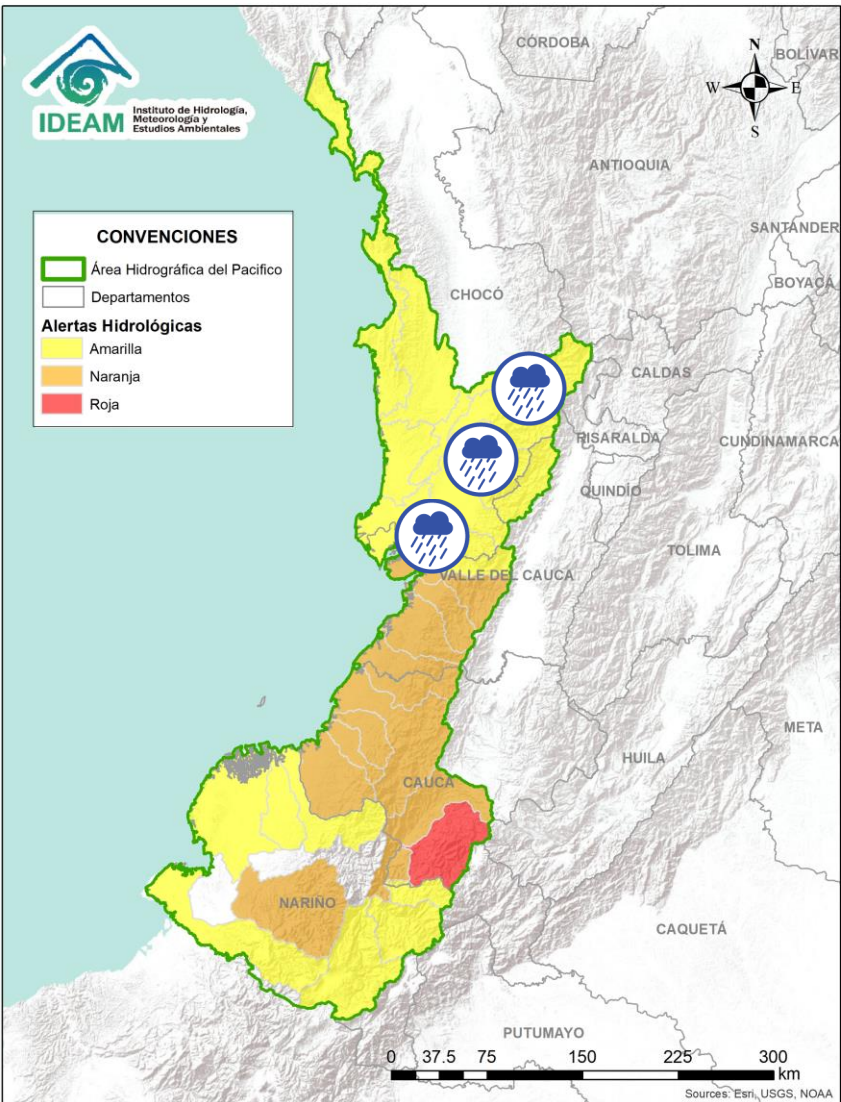 IDEAM
Instituto de Hidrología,
Meteorología y
Estudios Ambientales
N
W
E
S
CONVENCIONES
Área Hidrográfica del Pacifico
Departamentos
Alertas Hidrológicas
Amarilla
Naranja
Roja
CÓRDOBA
BOLÍVAR
ANTIOQUIA
SANTANDER
BOYACÁ
CHOCÓ
CALDAS
RISARALDA
CUNDINAMARCA
QUINDÍO
TOLIMA
VALLE DEL CAUCA
META
HUILA
CAUCA
NARIÑO
CAQUETÁ
PUTUMAYO
0 37.5 75 150 225 300
km
Sources: Esri, USGS, NOAA